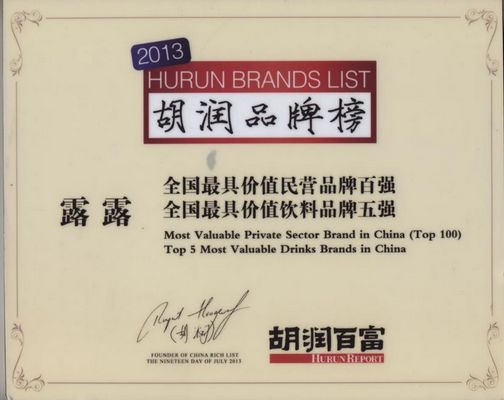 2013
HURUN BRANDS LIST
胡润品牌榜
露露
全国最具价值民营品牌百强
全国最具价值饮料品牌五强
Most Valuable Private Sector Brand in China (Top 100)
Top 5 Most Valuable Drinks Brands in China
(胡润)
FOUNDER OF CHINA RICH LIST
THE NINETEEN DAY OF JULY 2013
胡润百富
HURUN REPORT